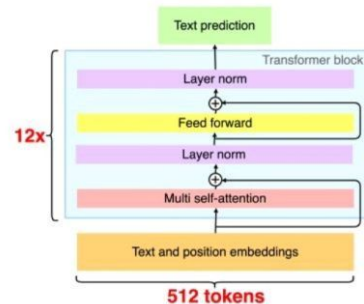 Text prediction
Transformer block
Layer norm
Feed forward
12x
Layer norm
Multi self-attention
Text and position embeddings
512 tokens